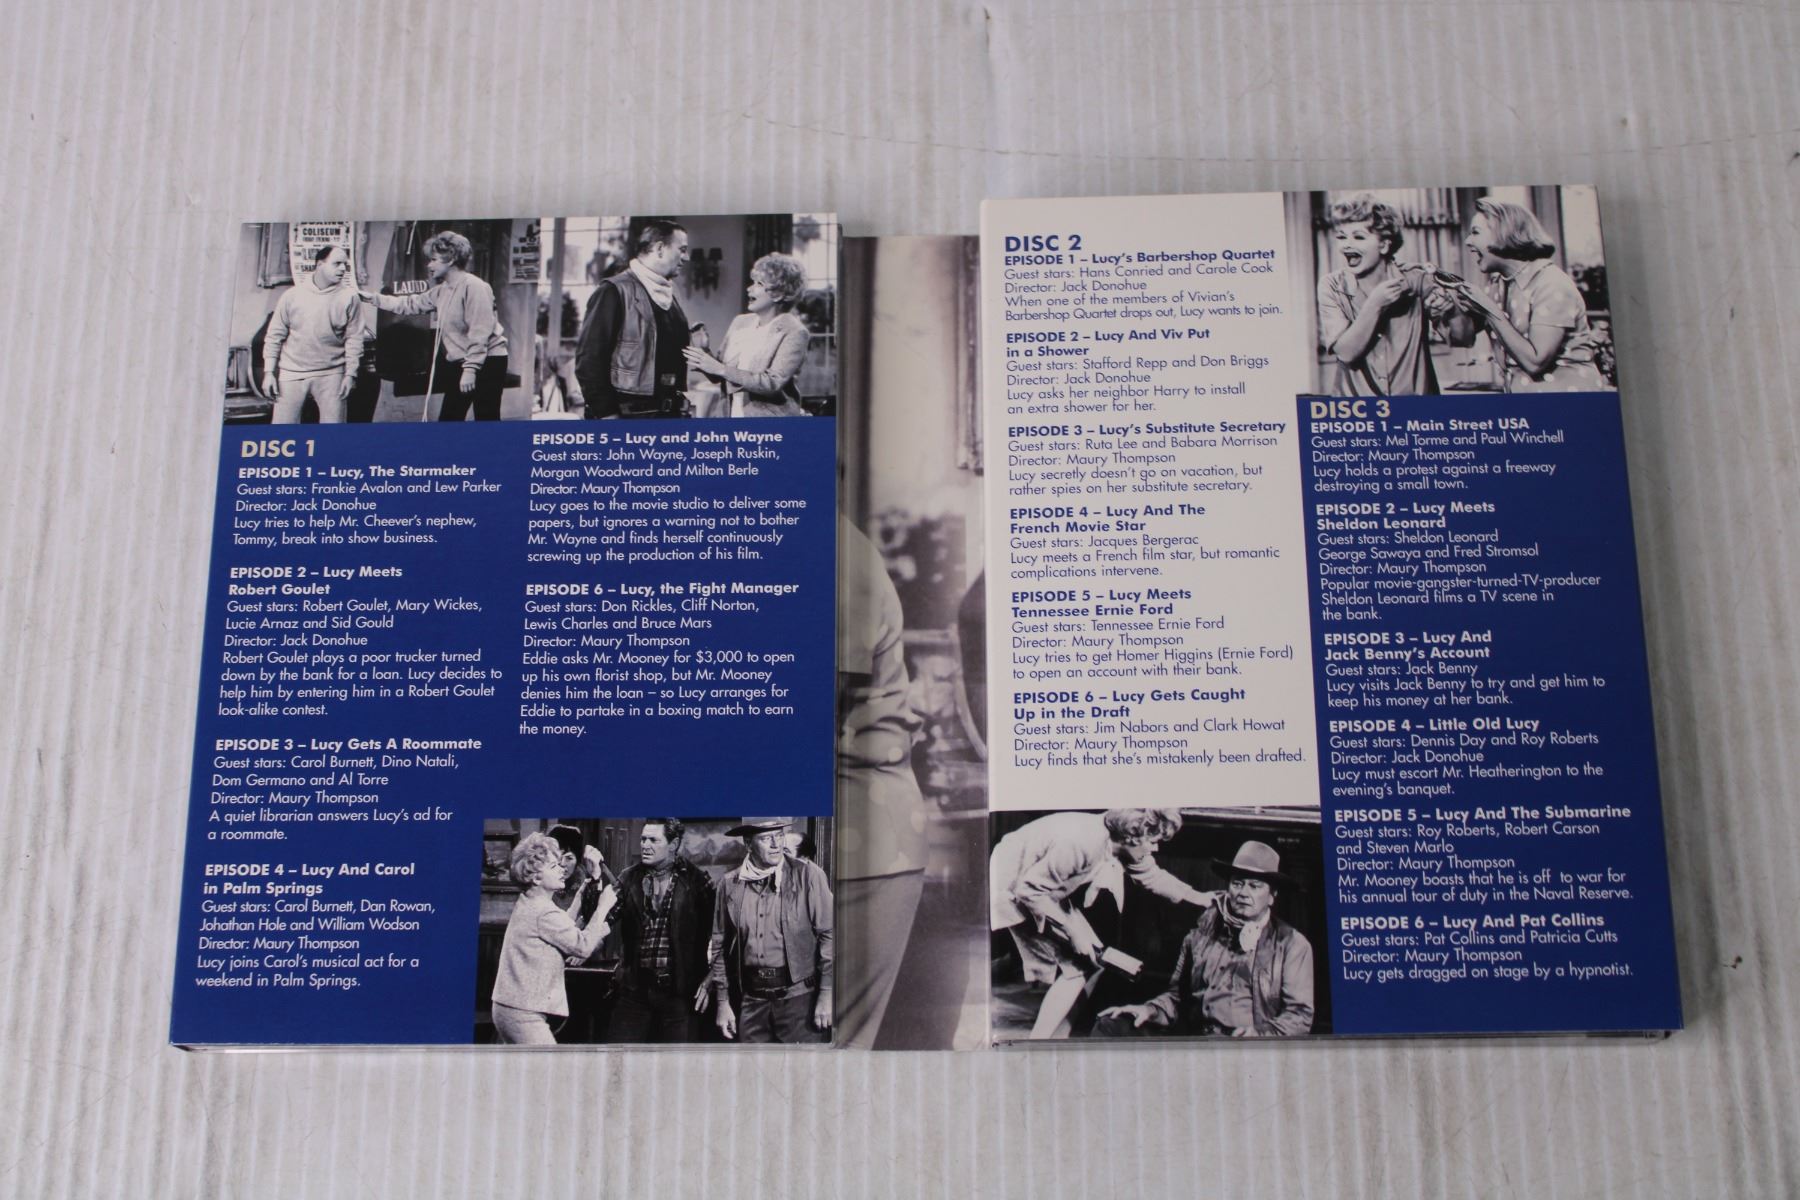 COLISEUM
LAUND
DISC 1
EPISODE 1 – Lucy, The Starmaker
Guest stars: Frankie Avalon and Lew Parker
Director: Jack Donohue
Lucy tries to help Mr. Cheever's nephew,
Tommy, break into show business.
EPISODE 2 – Lucy Meets
Robert Goulet
Guest stars: Robert Goulet, Mary Wickes,
Lucie Arnaz and Sid Gould
Director: Jack Donohue
Robert Goulet plays a poor trucker turned
down by the bank for a loan. Lucy decides to
help him by entering him in a Robert Goulet
look-alike contest.
EPISODE 3 – Lucy Gets A Roommate
Guest stars: Carol Burnett, Dino Natali,
Dom Germano and Al Torre
Director: Maury Thompson
A quiet librarian answers Lucy's ad for
a roommate.
EPISODE 4 – Lucy And Carol
in Palm Springs
Guest stars: Carol Burnett, Dan Rowan,
Johathan Hole and William Wodson
Director: Maury Thompson
Lucy joins Carol's musical act for a
weekend in Palm Springs.
EPISODE 5 – Lucy and John Wayne
Guest stars: John Wayne, Joseph Ruskin,
Morgan Woodward and Milton Berle
Director: Maury Thompson
Lucy goes to the movie studio to deliver some
papers, but ignores a warning not to bother
Mr. Wayne and finds herself continuously
screwing up the production of his film.
EPISODE 6 – Lucy, the Fight Manager
Guest stars: Don Rickles, Cliff Norton,
Lewis Charles and Bruce Mars
Director: Maury Thompson
Eddie asks Mr. Mooney for $3,000 to open
up his own florist shop, but Mr. Mooney
denies him the loan – so Lucy arranges for
Eddie to partake in a boxing match to earn
the money.
DISC 2
EPISODE 1 – Lucy's Barbershop Quartet
Guest stars: Hans Conried and Carole Cook
Director: Jack Donohue
When one of the members of Vivian's
Barbershop Quartet drops out, Lucy wants to join.
EPISODE 2 – Lucy And Viv Put
in a Shower
Guest stars: Stafford Repp and Don Briggs
Director: Jack Donohue
Lucy asks her neighbor Harry to install
an extra shower for her.
EPISODE 3 – Lucy's Substitute Secretary
Guest stars: Ruta Lee and Babara Morrison
Director: Maury Thompson
Lucy secretly doesn't go on vacation, but
rather spies on her substitute secretary.
EPISODE 4 – Lucy And The
French Movie Star
Guest stars: Jacques Bergerac
Lucy meets a French film star, but romantic
complications intervene.
EPISODE 5 – Lucy Meets
Tennessee Ernie Ford
Guest stars: Tennessee Ernie Ford
Director: Maury Thompson
Lucy tries to get Homer Higgins (Ernie Ford)
to open an account with their bank.
EPISODE 6 – Lucy Gets Caught
Up in the Draft
Guest stars: Jim Nabors and Clark Howat
Director: Maury Thompson
Lucy finds that she's mistakenly been drafted.
DISC 3
EPISODE 1 – Main Street USA
Guest stars: Mel Torme and Paul Winchell
Director: Maury Thompson
Lucy holds a protest against a freeway
destroying a small town.
EPISODE 2 – Lucy Meets
Sheldon Leonard
Guest stars: Sheldon Leonard
George Sawaya and Fred Stromsol
Director: Maury Thompson
Popular movie-gangster-turned-TV-producer
Sheldon Leonard films a TV scene in
the bank.
EPISODE 3 – Lucy And
Jack Benny's Account
Guest stars: Jack Benny
Lucy visits Jack Benny to try and get him to
keep his money at her bank.
EPISODE 4 – Little Old Lucy
Guest stars: Dennis Day and Roy Roberts
Director: Jack Donohue
Lucy must escort Mr. Heatherington to the
evening's banquet.
EPISODE 5 – Lucy And The Submarine
Guest stars: Roy Roberts, Robert Carson
and Steven Marlo
Director: Maury Thompson
Mr. Mooney boasts that he is off to war for
his annual tour of duty in the Naval Reserve.
EPISODE 6 – Lucy And Pat Collins
Guest stars: Pat Collins and Patricia Cutts
Director: Maury Thompson
Lucy gets dragged on stage by a hypnotist.